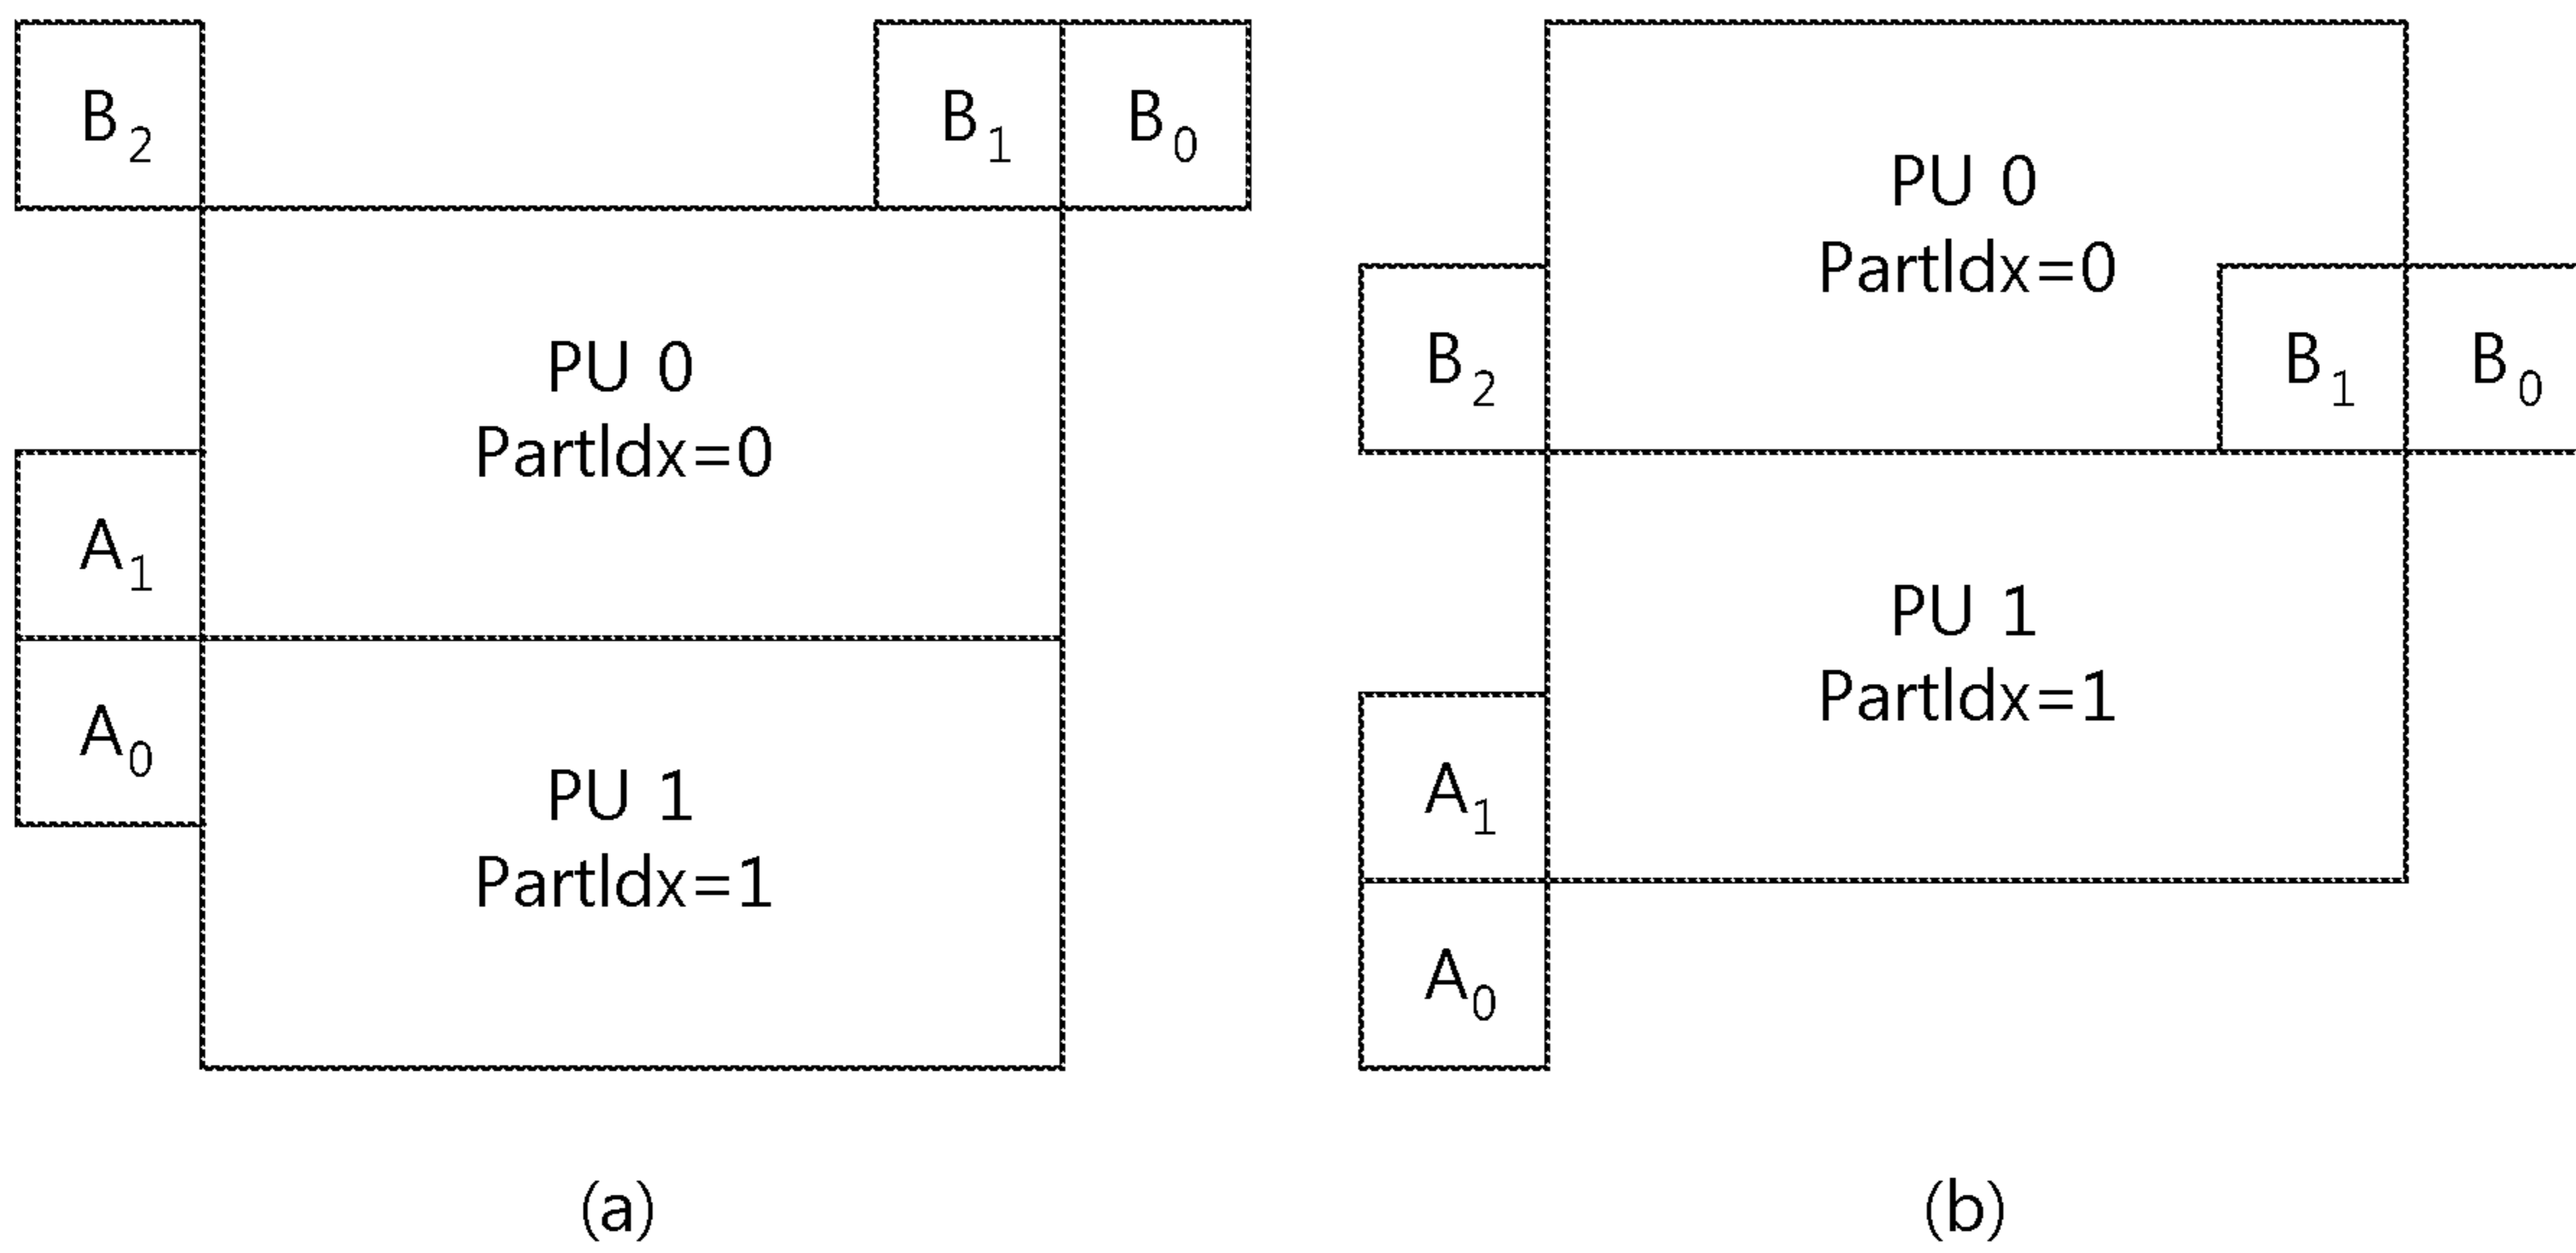 B₂
B₁
B₀
PU 0
PartIdx=0
A₁
A₀
PU 1
PartIdx=1
(a)
PU 0
PartIdx=0
B₂
B₁
B₀
PU 1
PartIdx=1
A₁
A₀
(b)